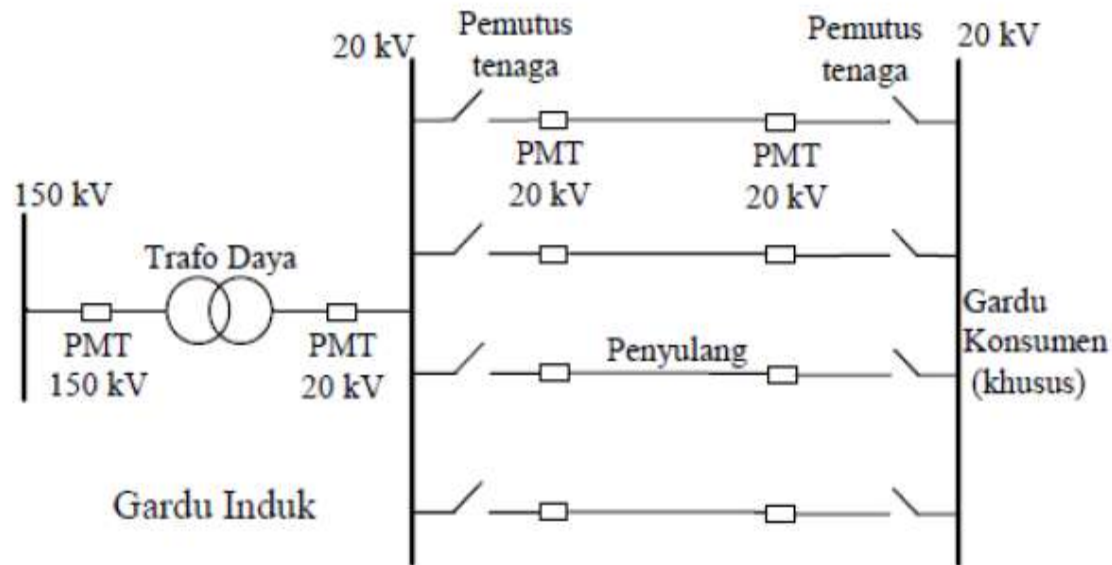 20 kV
Pemutus
tenaga
Pemutus
tenaga
20 kV
PMT
20 kV
PMT
20 kV
150 kV
Trafo Daya
PMT
150 kV
PMT
20 kV
Penyulang
Gardu
Konsumen
(khusus)
Gardu Induk